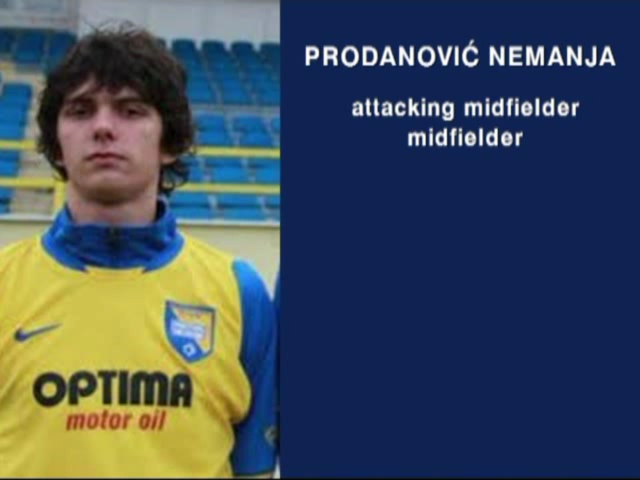 PRODANOVIĆ NEMANJA
attacking midfielder
midfielder
OPTIMA
motor oil